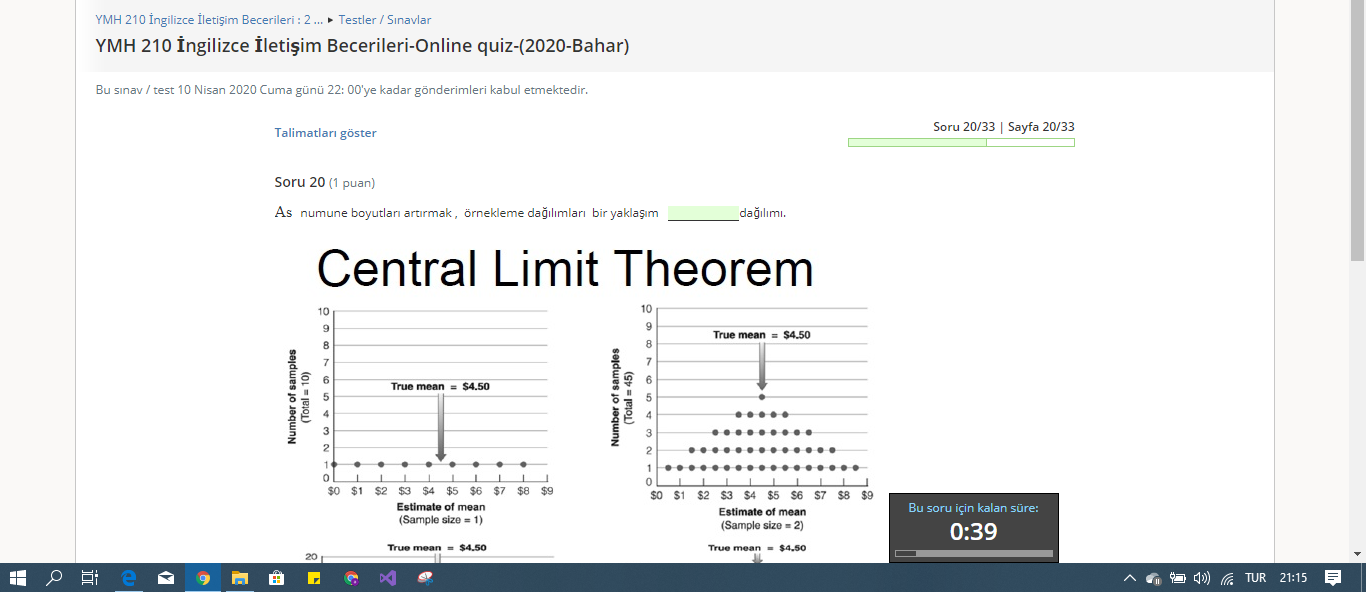 YMH 210 İngilizce İletişim Becerileri : 2 ... ▸ Testler / Sınavlar
YMH 210 İngilizce İletişim Becerileri-Online quiz-(2020-Bahar)
Bu sınav / test 10 Nisan 2020 Cuma günü 22: 00'ye kadar gönderimleri kabul etmektedir.
Talimatları göster
Soru 20/33 | Sayfa 20/33
Soru 20 (1 puan)
As numune boyutları artırmak , örnekleme dağılımları bir yaklaşım dağılımı.
Central Limit Theorem
10
9
8
7
6
5
4
3
2
1
0
Number of samples
(Total = 10)
True mean = $4.50
$0 $1 $2 $3 $4 $5 $6 $7 $8 $9
Estimate of mean
(Sample size = 1)
10
9
8
7
6
5
4
3
2
1
0
Number of samples
(Total = 45)
True mean = $4.50
$0 $1 $2 $3 $4 $5 $6 $7 $8 $9
Estimate of mean
(Sample size = 2)
True mean = $4.50
20
True mean = $4.50
Bu soru için kalan süre:
0:39
TUR 21:15